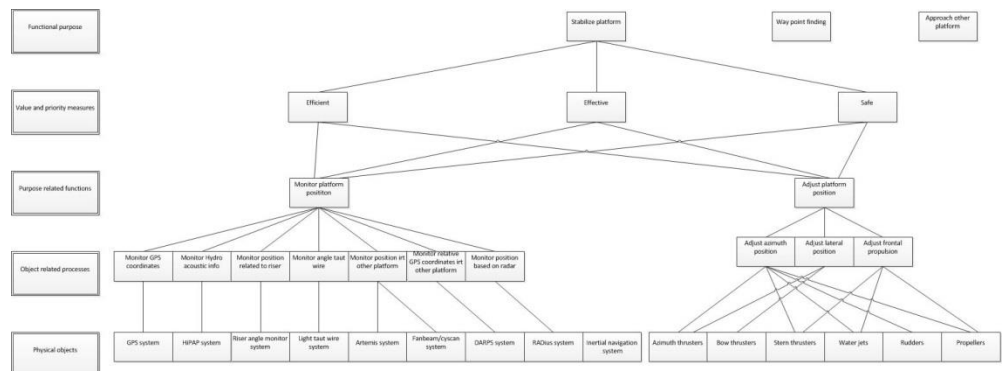 Functional purpose
Stabilize platform
Way point finding
Approach other
platform
Value and priority measures
Efficient
Effective
Safe
Purpose related functions
Monitor platform
posititon
Adjust platform
position
Object related processes
Monitor GPS
coordinates
Monitor Hydro
acoustic info
Monitor position
related to riser
Monitor angle taut
wire
Monitor position irt
other platform
Monitor relative
GPS coordinates irt
other platform
Monitor position
based on radar
Adjust azimuth
position
Adjust lateral
position
Adjust frontal
propulsion
Physical objects
GPS system
HiPAP system
Riser angle monitor
system
Light taut wire
system
Artemis system
Fanbeam/cyscan
system
DARPS system
RADius system
Inertial navigation
system
Azimuth thrusters
Bow thrusters
Stern thrusters
Water jets
Rudders
Propellers